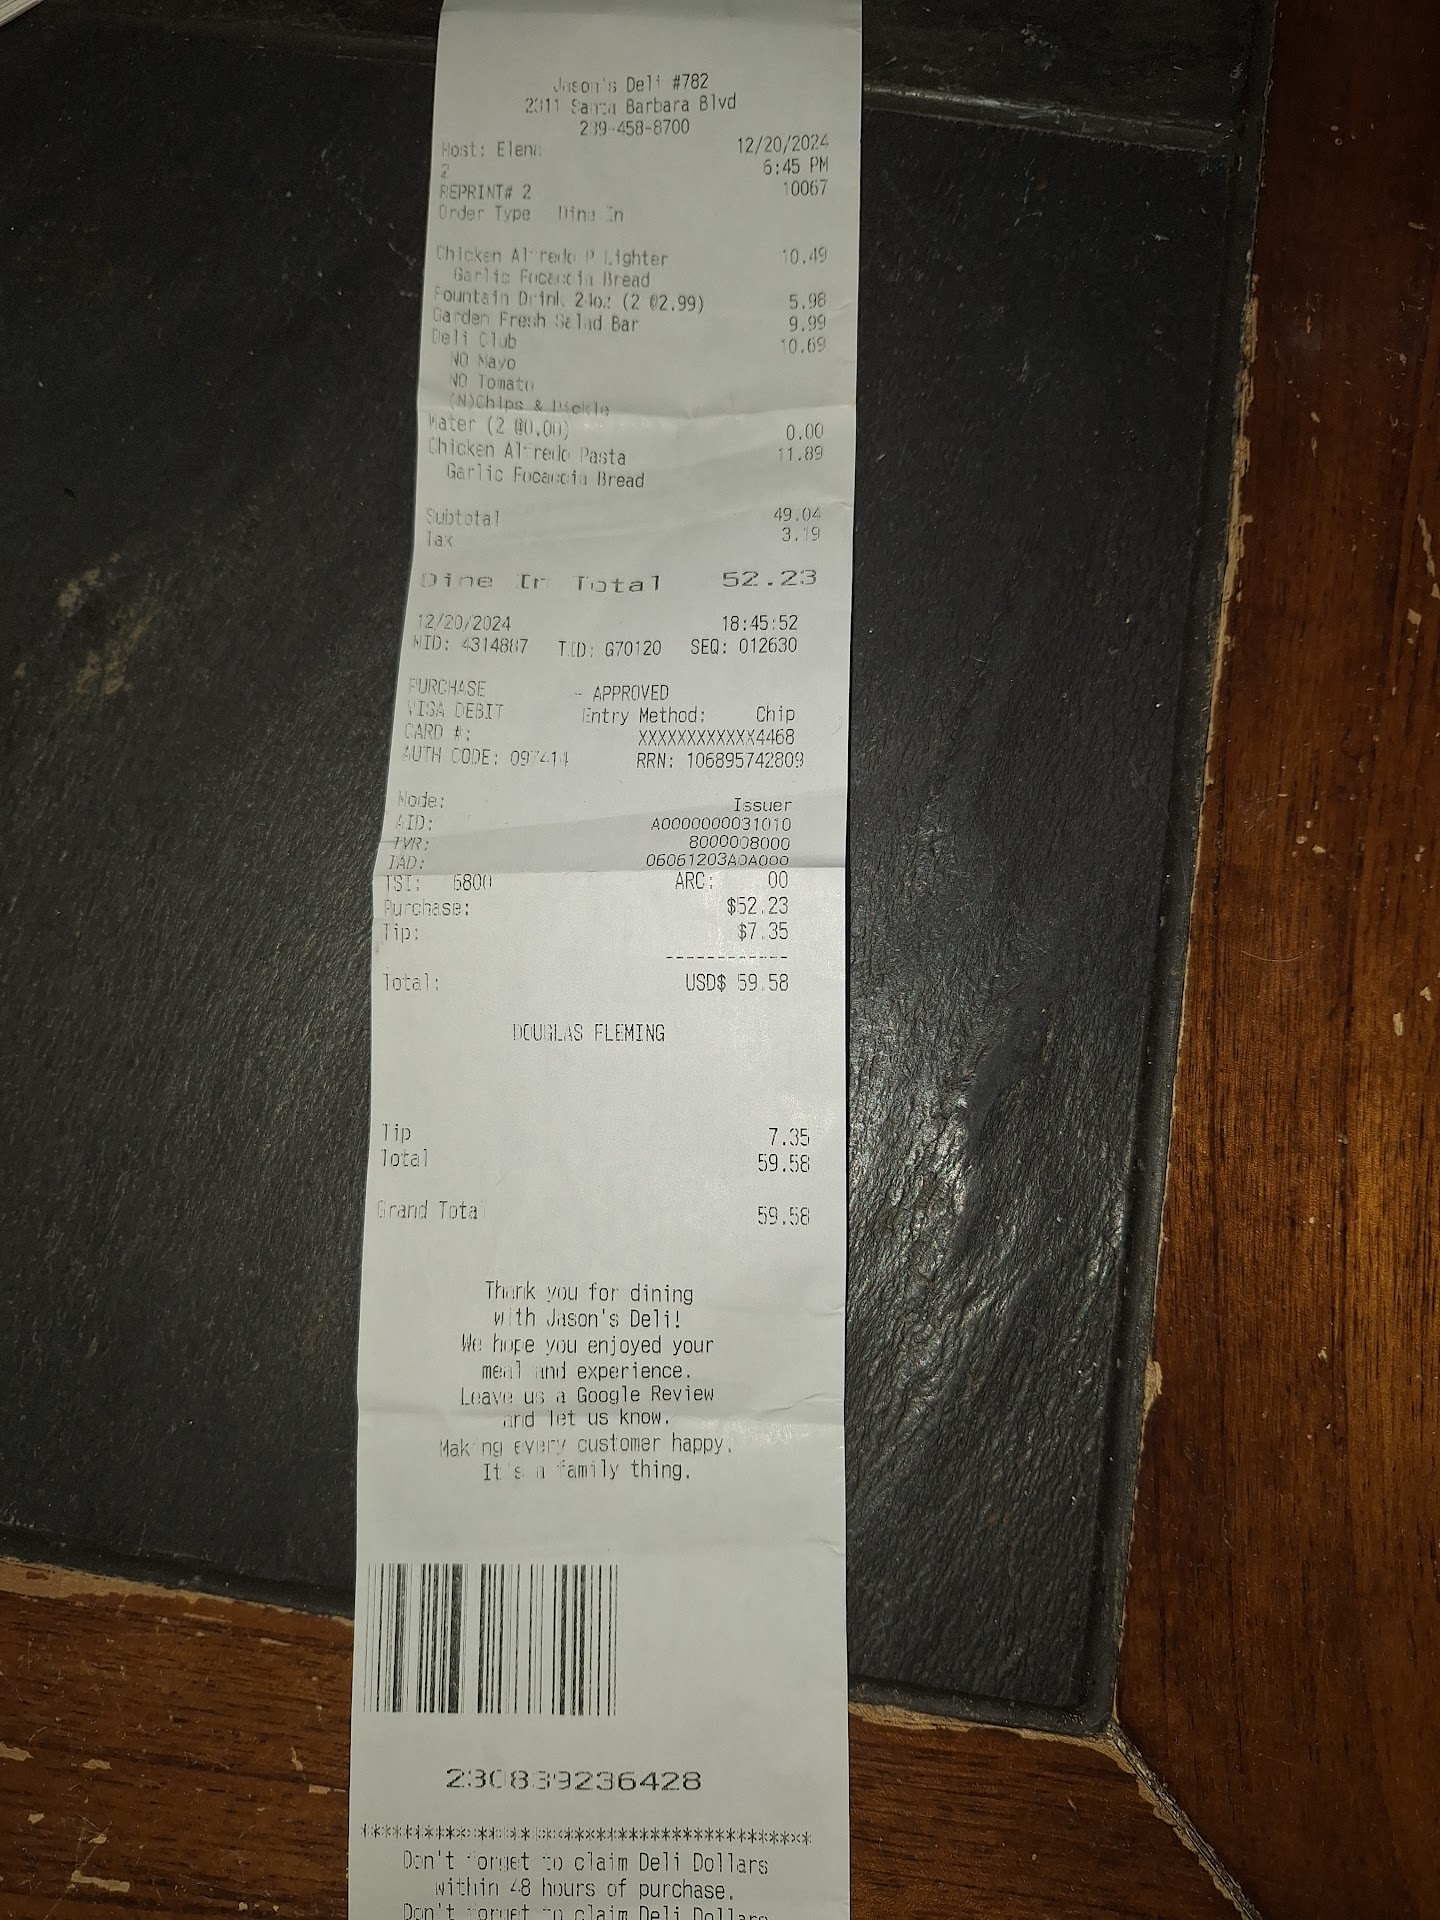 Jason's Deli #782
2311 Santa Barbara Blvd
239-458-8700
Host: Elena 12/20/2024
2 6:45 PM
REPRINT# 2 10067
Order Type Dine In
Chicken Alfredo P Lighter 10.49
Garlic Focaccia Bread
Fountain Drink 24oz (2 @2.99) 5.98
Garden Fresh Salad Bar 9.99
Deli Club 10.69
NO Mayo
NO Tomato
(N)Chips & Pickle
Water (2 @0.00) 0.00
Chicken Alfredo Pasta 11.89
Garlic Focaccia Bread
Subtotal 49.04
Tax 3.19
Dine In Total 52.23
12/20/2024 18:45:52
MID: 4314887 TID: G70120 SEQ: 012630
PURCHASE - APPROVED
VISA DEBIT Entry Method: Chip
CARD #: XXXXXXXXXXXX4468
AUTH CODE: 097414 RRN: 106895742809
Mode: Issuer
AID: A0000000031010
TVR: 8000008000
IAD: 06061203A0A000
TSI: 6800 ARC: 00
Purchase: $52.23
Tip: $7.35
------------
Total: USD$ 59.58
DOUGLAS FLEMING
Tip 7.35
Total 59.58
Grand Total 59.58
Thank you for dining
with Jason's Deli!
We hope you enjoyed your
meal and experience.
Leave us a Google Review
and let us know.
Making every customer happy.
It's a family thing.
230839236428
Don't forget to claim Deli Dollars
within 48 hours of purchase.
Don't forget to claim Deli Dollars